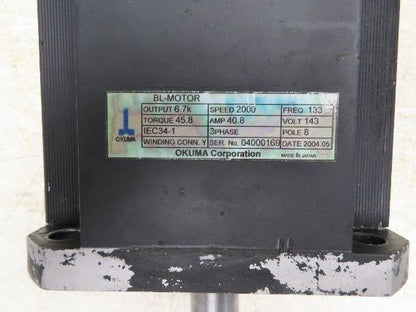 BL-MOTOR
OUTPUT 6.7k SPEED 2000 FREQ. 133
TORQUE 45.8 AMP 40.8 VOLT 143
IEC34-1 3PHASE POLE 8
WINDING CONN. Y SER. No. 04000169 DATE 2004.05
OKUMA
OKUMA Corporation MADE IN JAPAN